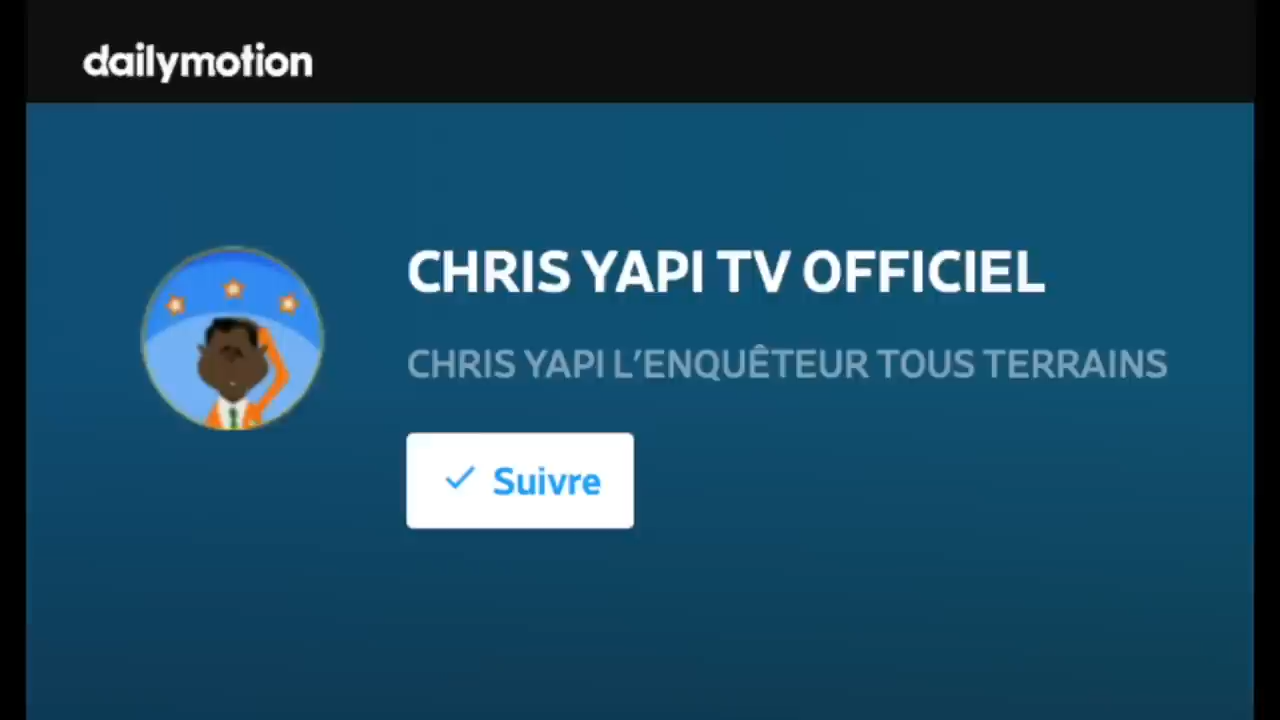 dailymotion
CHRIS YAPI TV OFFICIEL
CHRIS YAPI L'ENQUÊTEUR TOUS TERRAINS
Suivre